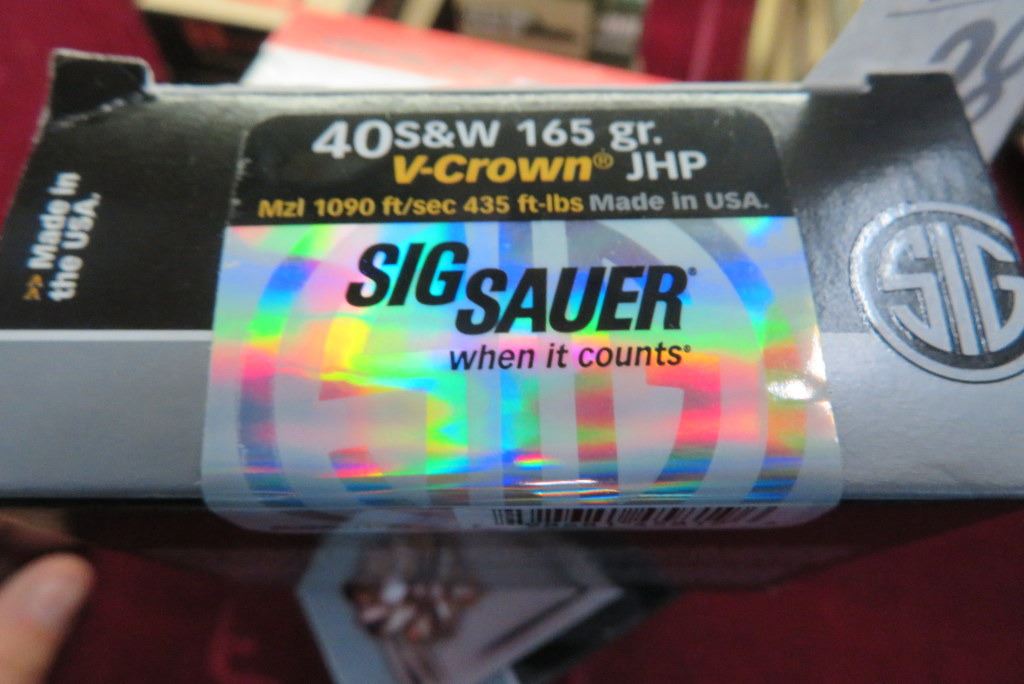 40S&W 165 gr.
V-Crown® JHP
Mzl 1090 ft/sec 435 ft-lbs Made in USA.
SIG SAUER®
when it counts®
>> Made in
the USA.
SIG